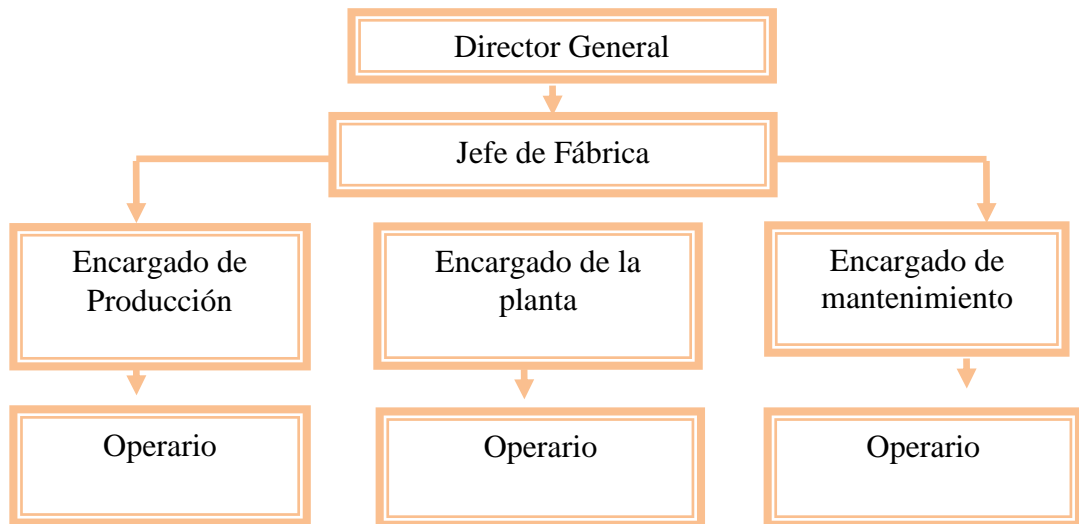 Director General
Jefe de Fábrica
Encargado de
Producción
Encargado de la
planta
Encargado de
mantenimiento
Operario
Operario
Operario